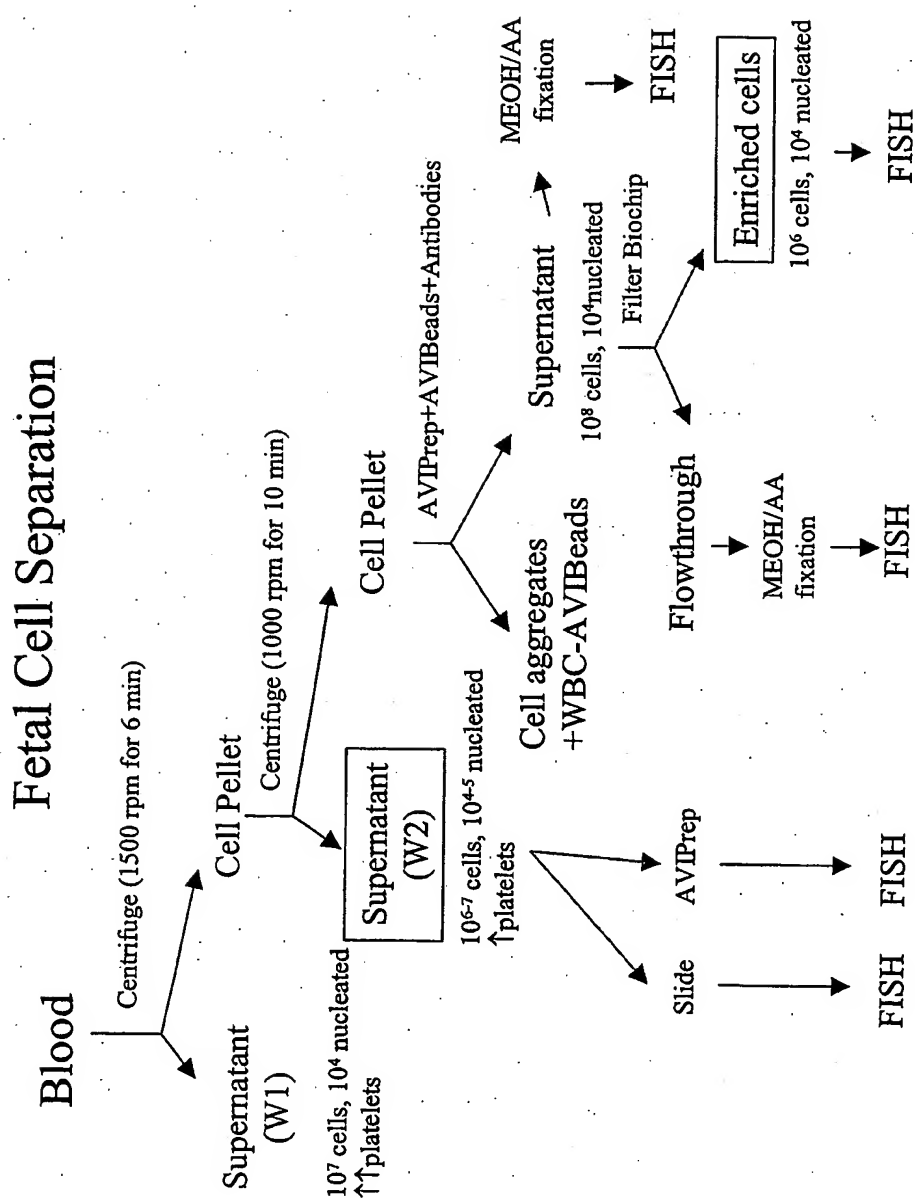 Fetal Cell Separation
Blood
Centrifuge (1500 rpm for 6 min)
Supernatant
(W1)
10⁷ cells, 10⁴ nucleated
↑↑platelets
Cell Pellet
Centrifuge (1000 rpm for 10 min)
Supernatant
(W2)
10⁶⁻⁷ cells, 10⁴⁻⁵ nucleated
↑platelets
Slide
FISH
AVIPrep
FISH
Cell Pellet
AVIPrep+AVIBeads+Antibodies
Cell aggregates
+WBC-AVIBeads
Supernatant
10⁸ cells, 10⁴nucleated
Filter Biochip
MEOH/AA
fixation
FISH
Flowthrough
MEOH/AA
fixation
FISH
Enriched cells
10⁶ cells, 10⁴ nucleated
FISH